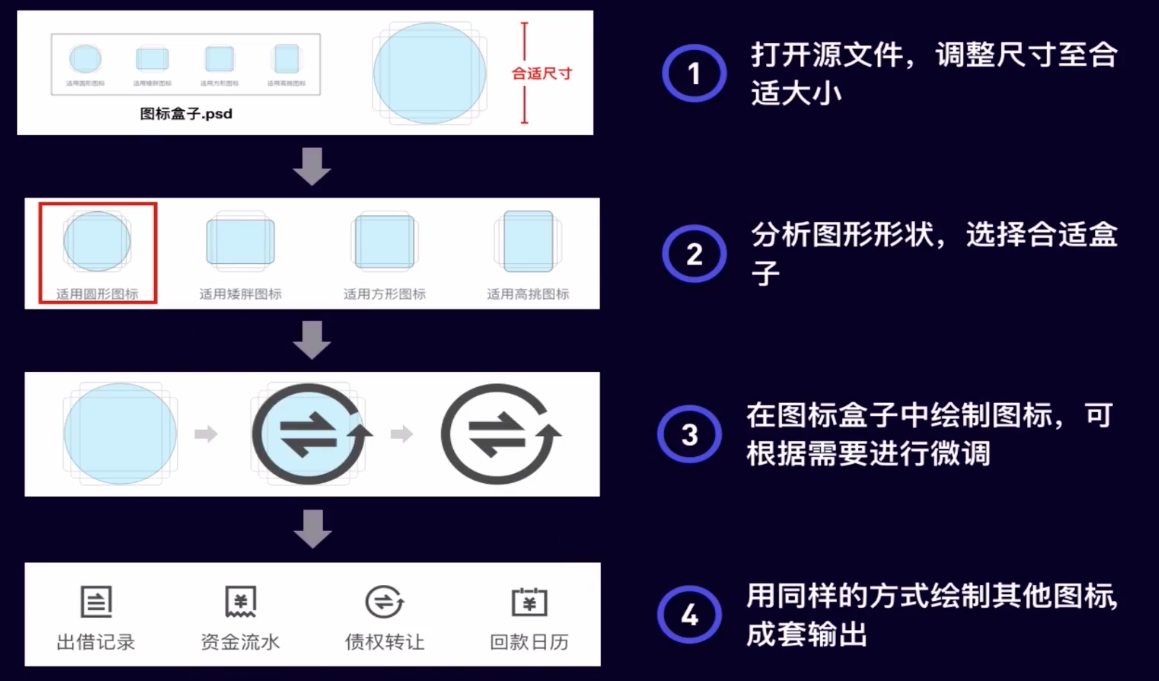 适用圆形图标 适用矮胖图标 适用方形图标 适用高挑图标
图标盒子.psd
合适尺寸
1
打开源文件，调整尺寸至合
适大小
适用圆形图标 适用矮胖图标 适用方形图标 适用高挑图标
2
分析图形形状，选择合适盒
子
3
在图标盒子中绘制图标，可
根据需要进行微调
¥ ¥
出借记录 资金流水 债权转让 回款日历
4
用同样的方式绘制其他图标,
成套输出